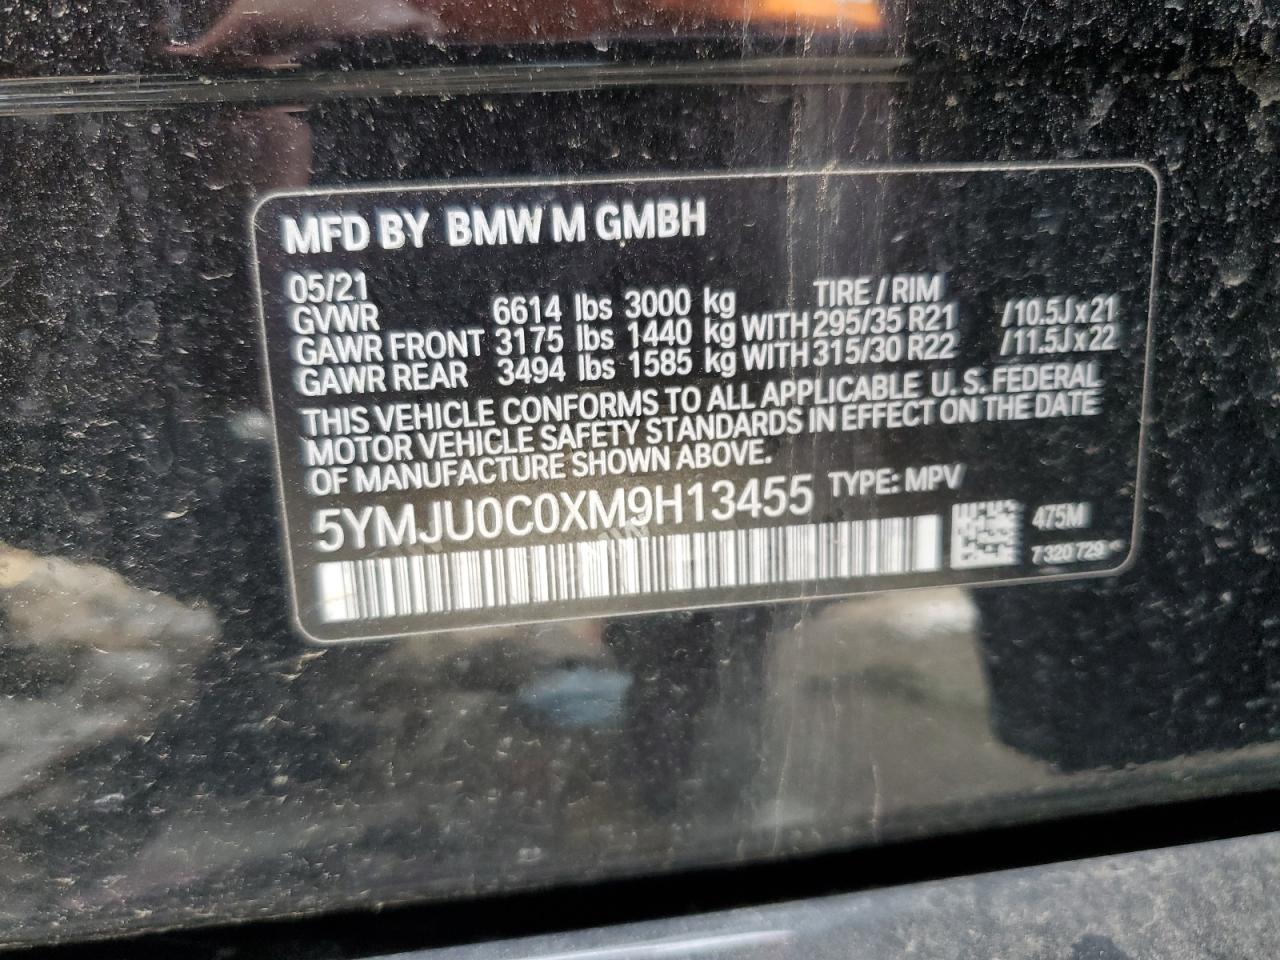 MFD BY BMW M GMBH
05/21 TIRE / RIM
GVWR 6614 lbs 3000 kg
GAWR FRONT 3175 lbs 1440 kg WITH 295/35 R21 /10.5J x 21
GAWR REAR 3494 lbs 1585 kg WITH 315/30 R22 /11.5J x 22
THIS VEHICLE CONFORMS TO ALL APPLICABLE U.S. FEDERAL
MOTOR VEHICLE SAFETY STANDARDS IN EFFECT ON THE DATE
OF MANUFACTURE SHOWN ABOVE.
5YMJU0C0XM9H13455 TYPE: MPV
475M
7 320 729